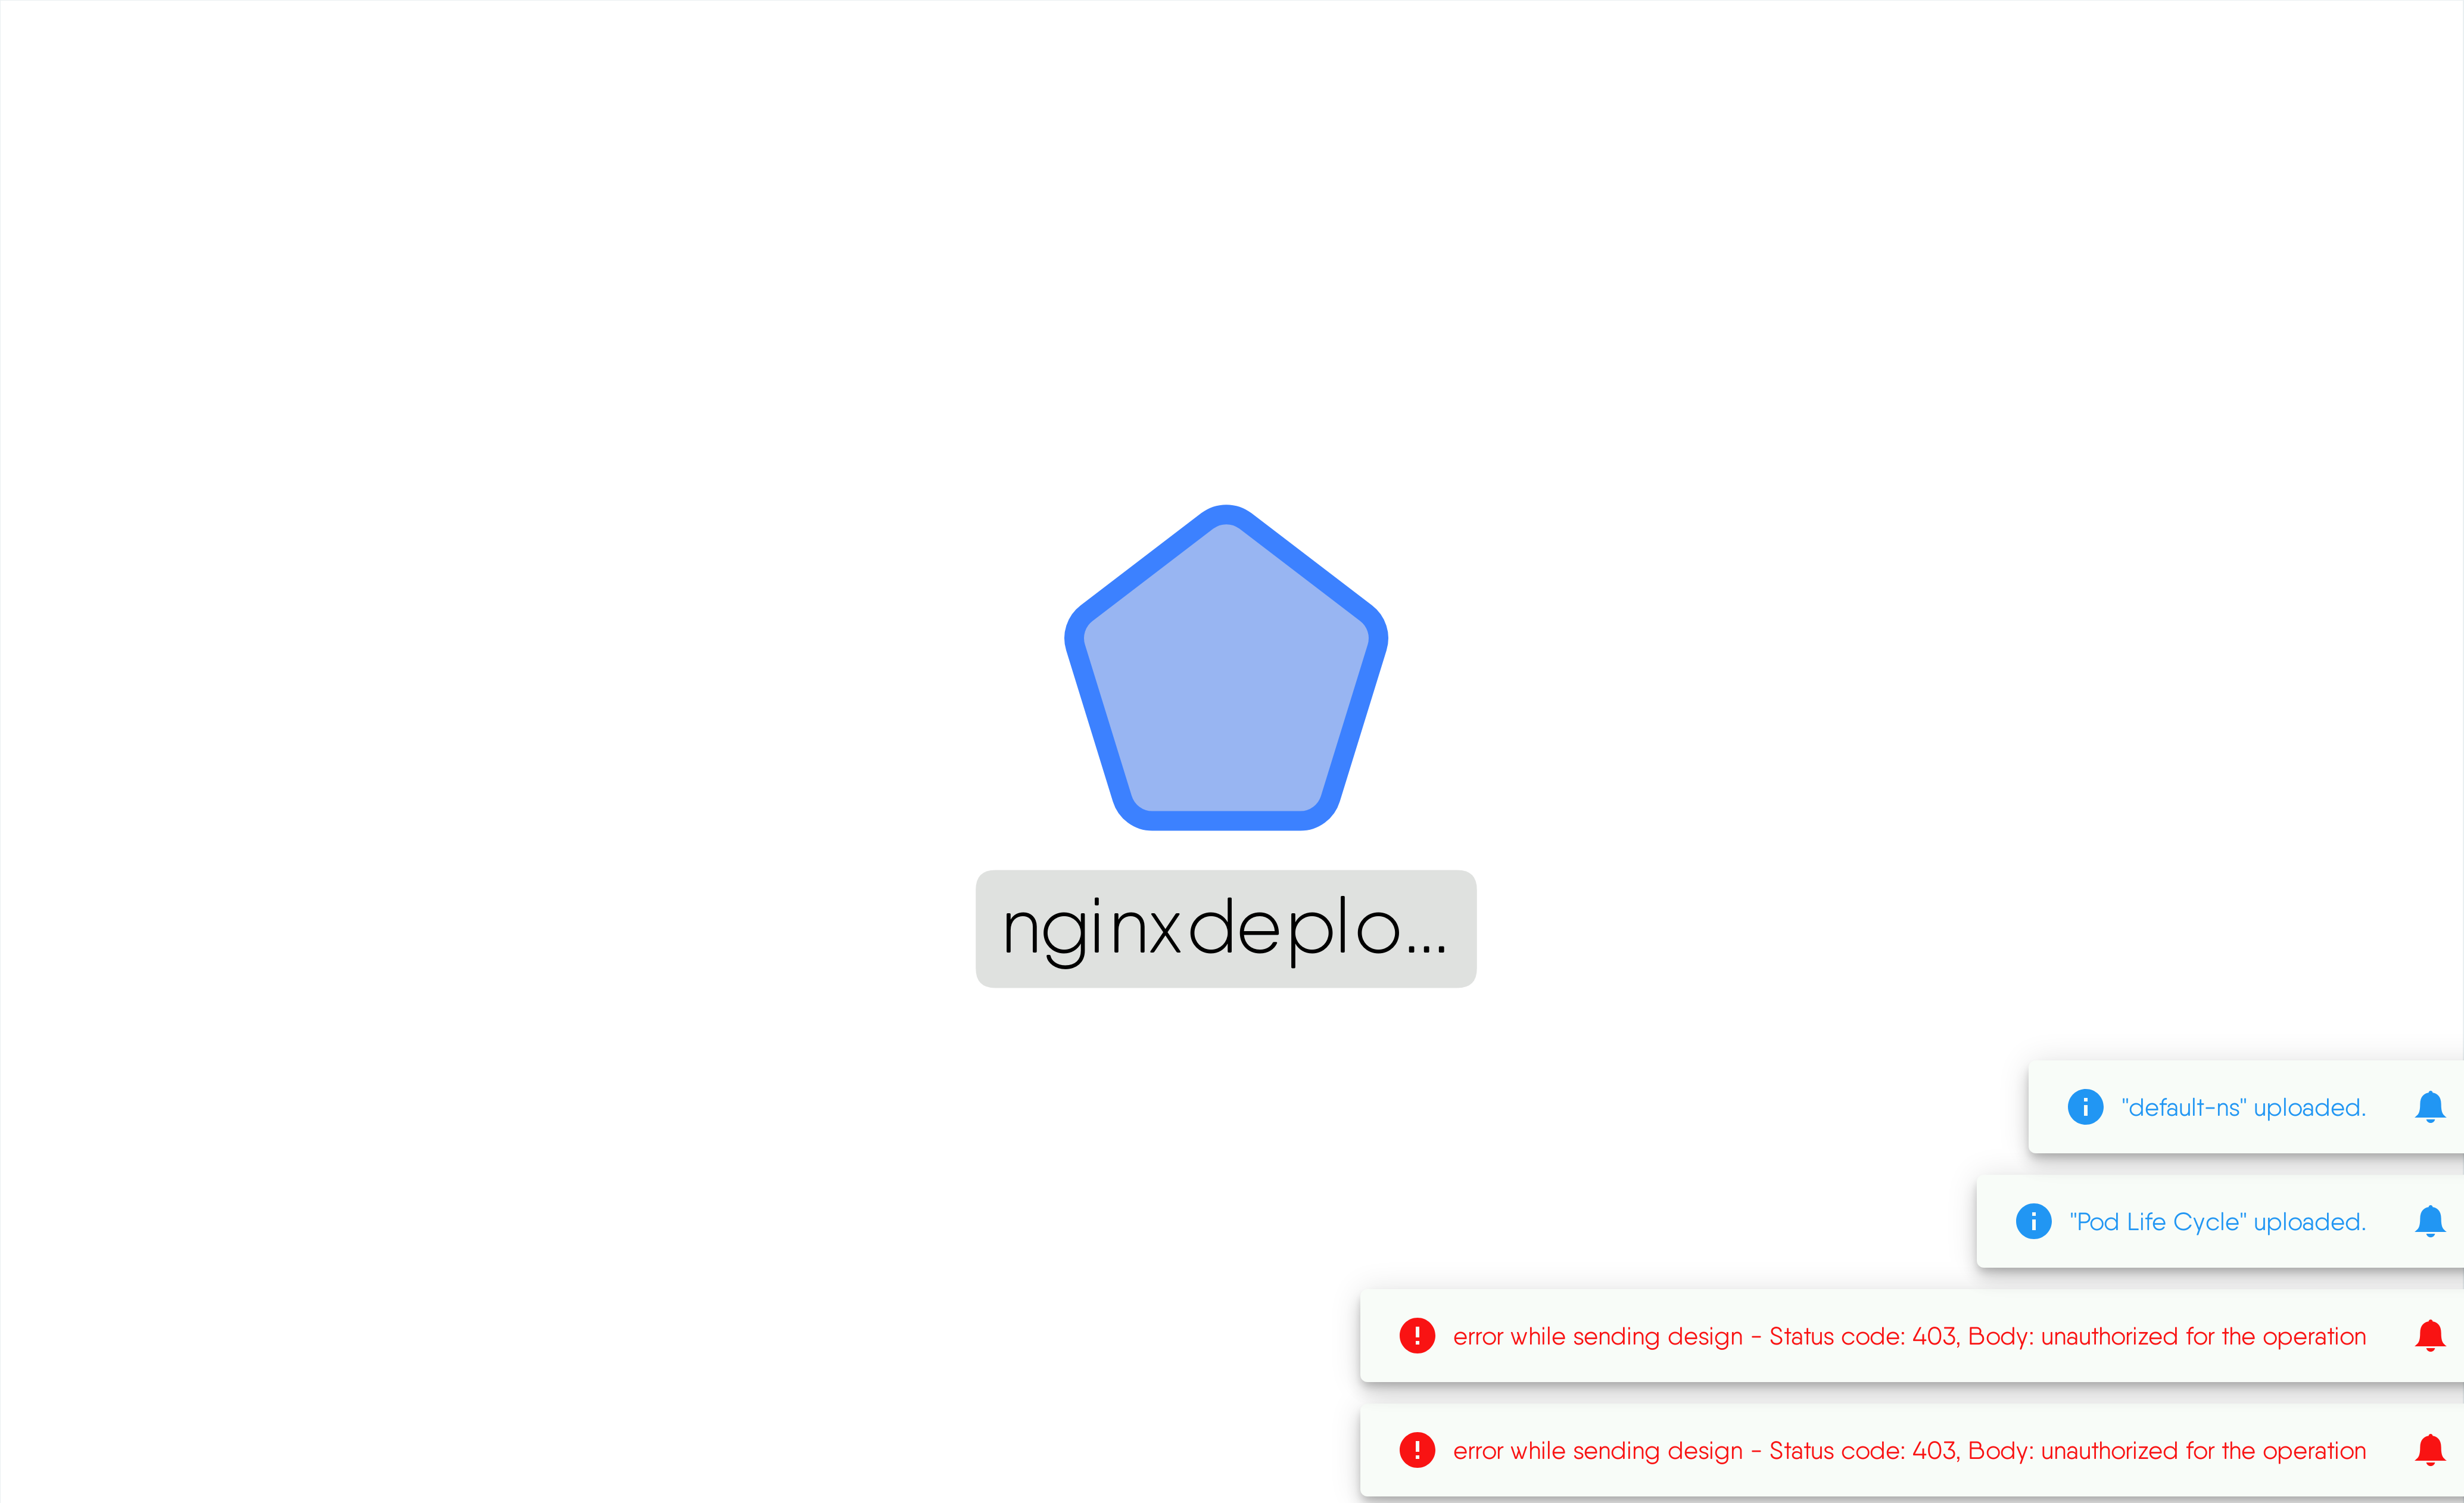 nginxdeplo...
"default-ns" uploaded.
"Pod Life Cycle" uploaded.
error while sending design - Status code: 403, Body: unauthorized for the operation
error while sending design - Status code: 403, Body: unauthorized for the operation